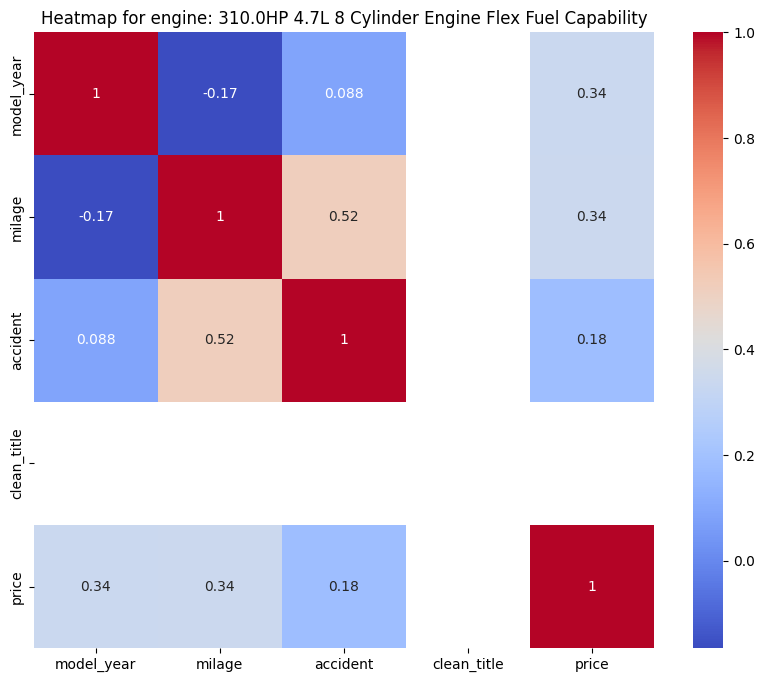 Heatmap for engine: 310.0HP 4.7L 8 Cylinder Engine Flex Fuel Capability
model_year 1 -0.17 0.088 0.34
milage -0.17 1 0.52 0.34
accident 0.088 0.52 1 0.18
clean_title
price 0.34 0.34 0.18 1
model_year milage accident clean_title price
1.0
0.8
0.6
0.4
0.2
0.0